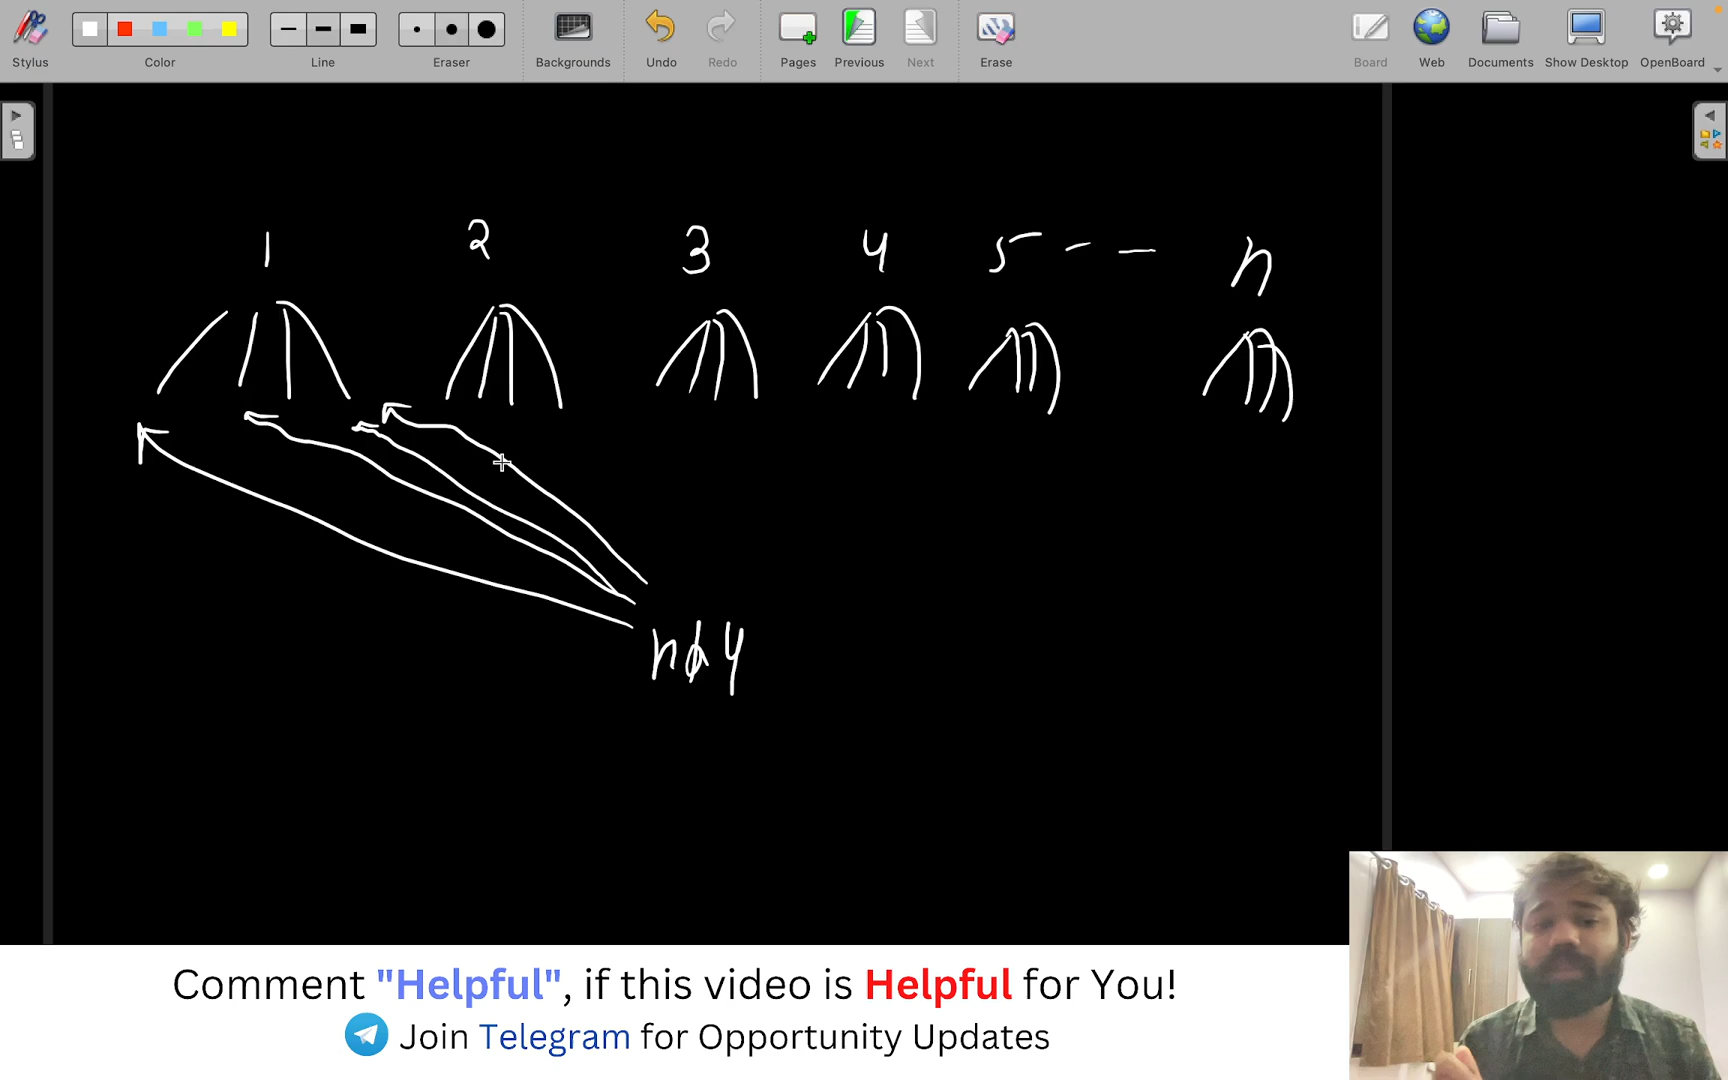 Stylus Color Line Eraser Backgrounds Undo Redo Pages Previous Next Erase Board Web Documents Show Desktop OpenBoard
1 2 3 4 5 - - n
Comment "Helpful", if this video is Helpful for You!
Join Telegram for Opportunity Updates